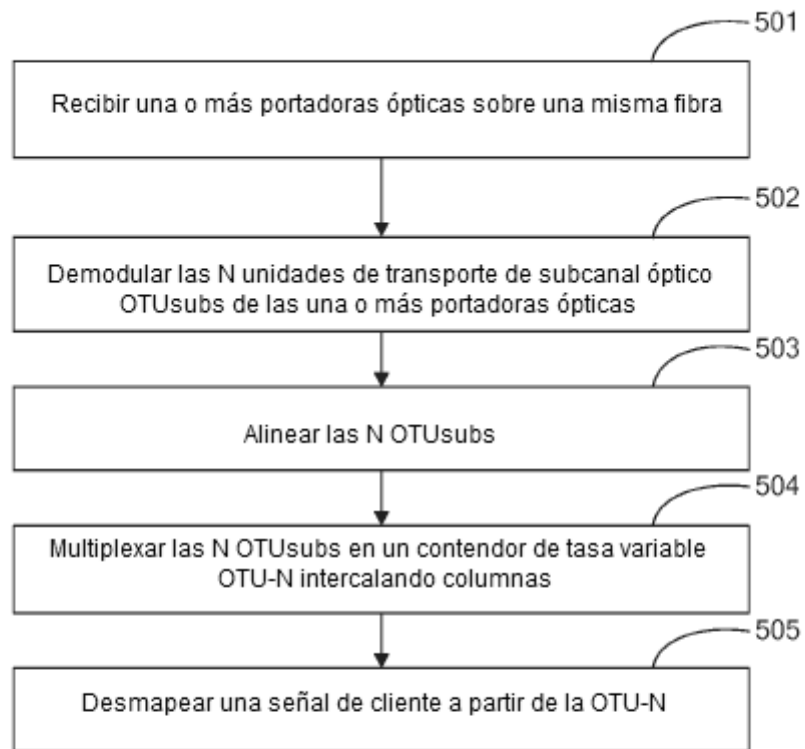 501
Recibir una o más portadoras ópticas sobre una misma fibra
502
Demodular las N unidades de transporte de subcanal óptico
OTUsubs de las una o más portadoras ópticas
503
Alinear las N OTUsubs
504
Multiplexar las N OTUsubs en un contendor de tasa variable
OTU-N intercalando columnas
505
Desmapear una señal de cliente a partir de la OTU-N